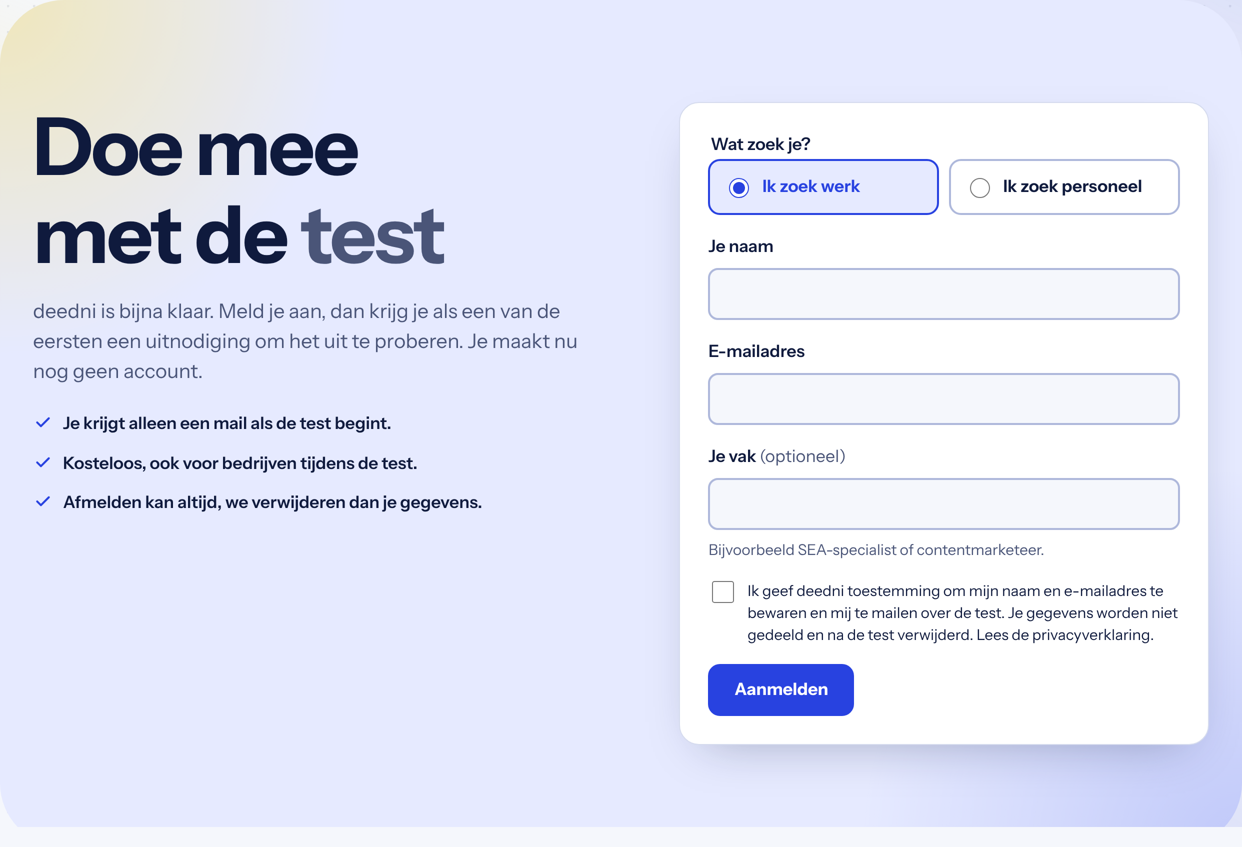 Doe mee
met de test
deedni is bijna klaar. Meld je aan, dan krijg je als een van de
eersten een uitnodiging om het uit te proberen. Je maakt nu
nog geen account.
Je krijgt alleen een mail als de test begint.
Kosteloos, ook voor bedrijven tijdens de test.
Afmelden kan altijd, we verwijderen dan je gegevens.
Wat zoek je?
Ik zoek werk
Ik zoek personeel
Je naam
E-mailadres
Je vak (optioneel)
Bijvoorbeeld SEA-specialist of contentmarketeer.
Ik geef deedni toestemming om mijn naam en e-mailadres te
bewaren en mij te mailen over de test. Je gegevens worden niet
gedeeld en na de test verwijderd. Lees de privacyverklaring.
Aanmelden